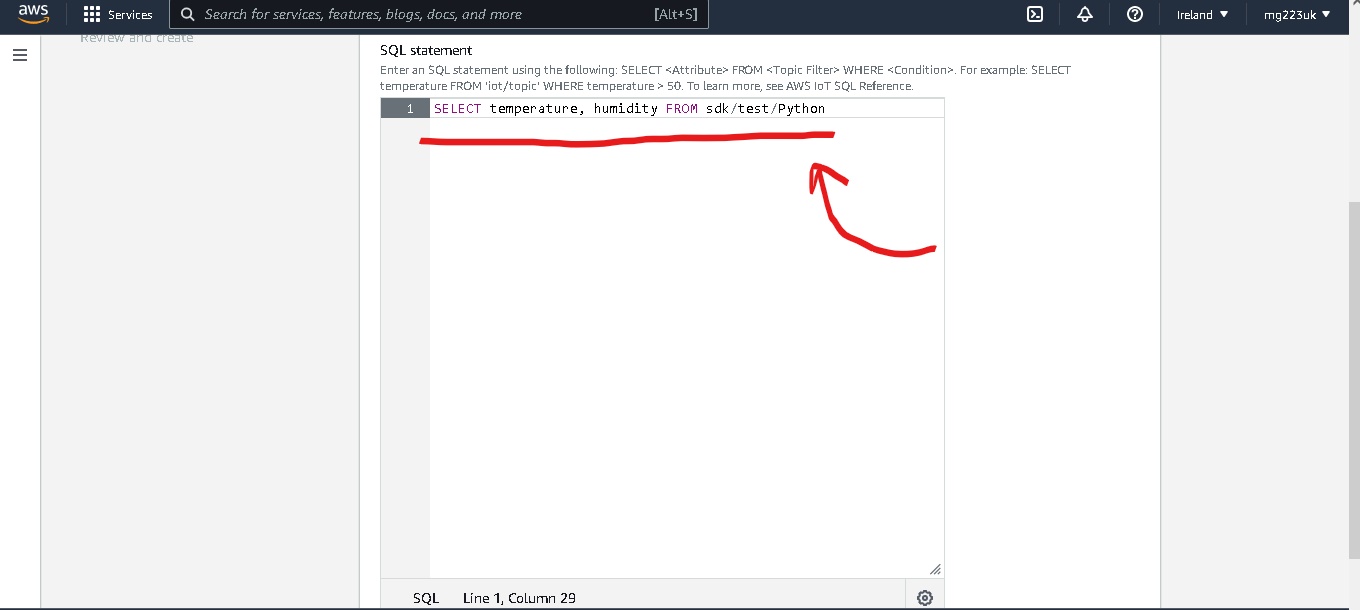 aws Services Search for services, features, blogs, docs, and more [Alt+S] Ireland mg223uk
Review and create
SQL statement
Enter an SQL statement using the following: SELECT <Attribute> FROM <Topic Filter> WHERE <Condition>. For example: SELECT
temperature FROM 'iot/topic' WHERE temperature > 50. To learn more, see AWS IoT SQL Reference.
1 SELECT temperature, humidity FROM sdk/test/Python
SQL Line 1, Column 29